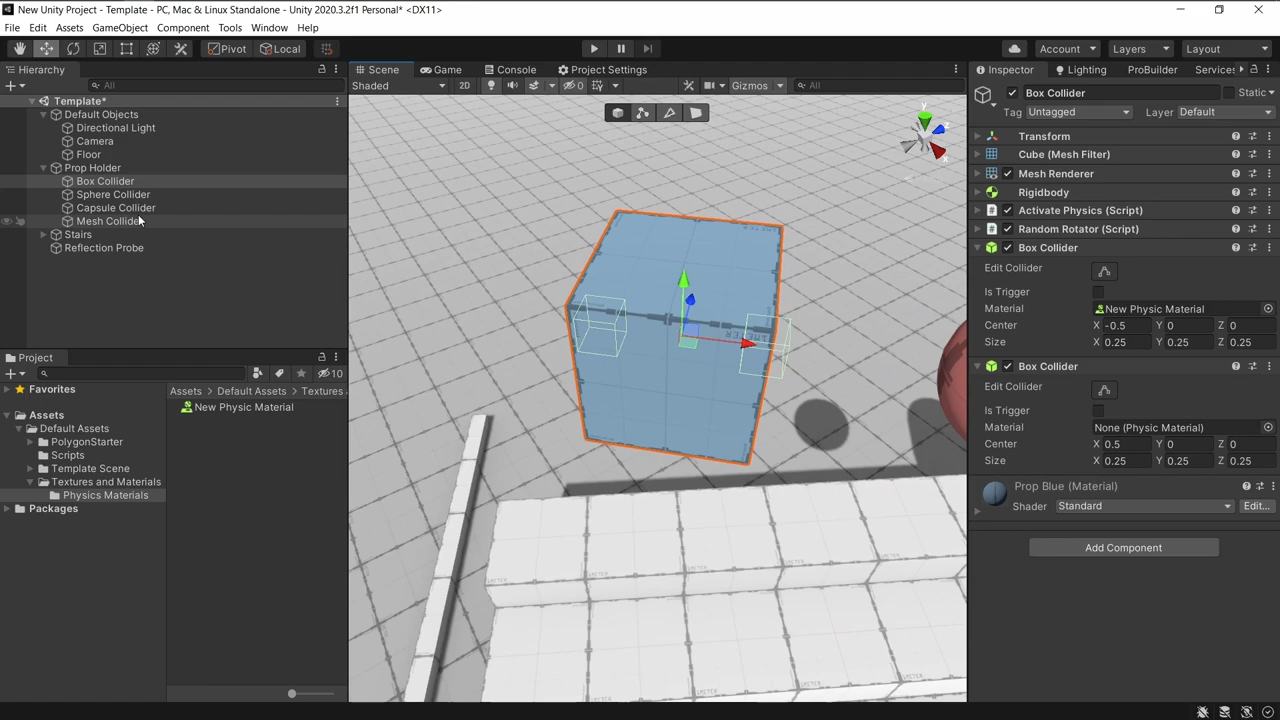 New Unity Project - Template - PC, Mac & Linux Standalone - Unity 2020.3.2f1 Personal* <DX11>
File Edit Assets GameObject Component Tools Window Help
Pivot Local Account Layers Layout
Hierarchy
All
Template*
Default Objects
Directional Light
Camera
Floor
Prop Holder
Box Collider
Sphere Collider
Capsule Collider
Mesh Collider
Stairs
Reflection Probe
Project
10
Favorites
Assets
Default Assets
PolygonStarter
Scripts
Template Scene
Textures and Materials
Physics Materials
Packages
Assets Default Assets Textures
New Physic Material
Scene Game Console Project Settings
Shaded 2D 0 Gizmos All
y
x
METER
Inspector Lighting ProBuilder Services
Box Collider Static
Tag Untagged Layer Default
Transform
Cube (Mesh Filter)
Mesh Renderer
Rigidbody
Activate Physics (Script)
Random Rotator (Script)
Box Collider
Edit Collider
Is Trigger
Material New Physic Material
Center X -0.5 Y 0 Z 0
Size X 0.25 Y 0.25 Z 0.25
Box Collider
Edit Collider
Is Trigger
Material None (Physic Material)
Center X 0.5 Y 0 Z 0
Size X 0.25 Y 0.25 Z 0.25
Prop Blue (Material)
Shader Standard Edit...
Add Component